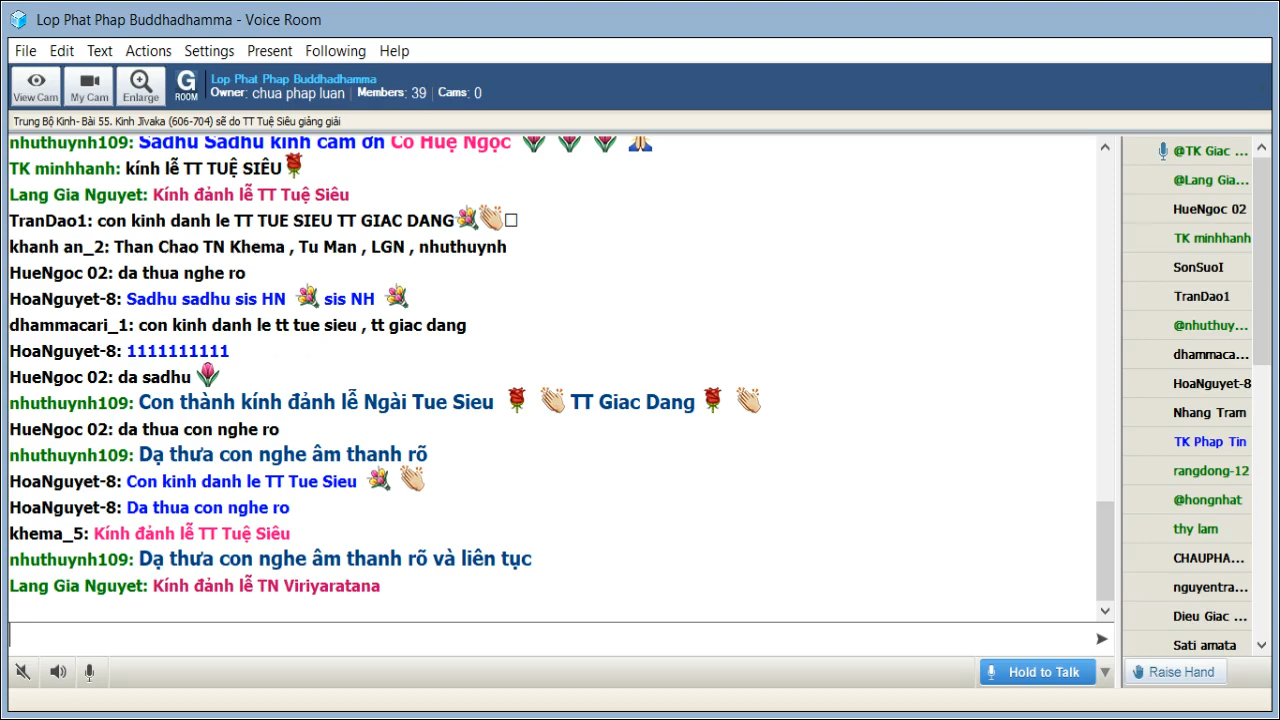 Lop Phat Phap Buddhadhamma - Voice Room
File Edit Text Actions Settings Present Following Help
View Cam My Cam Enlarge G ROOM
Lop Phat Phap Buddhadhamma
Owner: chua phap luan Members: 39 Cams: 0
Trung Bộ Kinh- Bài 55. Kinh Jīvaka (606-704) sẽ do TT Tuệ Siêu giảng giải
nhuthuynh109: Sadhu Sadhu kinh cam ơn Co Huệ Ngọc
TK minhhanh: kính lễ TT TUỆ SIÊU
Lang Gia Nguyet: Kính đảnh lễ TT Tuệ Siêu
TranDao1: con kinh danh le TT TUE SIEU TT GIAC DANG
khanh an_2: Than Chao TN Khema , Tu Man , LGN , nhuthuynh
HueNgoc 02: da thua nghe ro
HoaNguyet-8: Sadhu sadhu sis HN sis NH
dhammacari_1: con kinh danh le tt tue sieu , tt giac dang
HoaNguyet-8: 1111111111
HueNgoc 02: da sadhu
nhuthuynh109: Con thành kính đảnh lễ Ngài Tue Sieu TT Giac Dang
HueNgoc 02: da thua con nghe ro
nhuthuynh109: Dạ thưa con nghe âm thanh rõ
HoaNguyet-8: Con kinh danh le TT Tue Sieu
HoaNguyet-8: Da thua con nghe ro
khema_5: Kính đảnh lễ TT Tuệ Siêu
nhuthuynh109: Dạ thưa con nghe âm thanh rõ và liên tục
Lang Gia Nguyet: Kính đảnh lễ TN Viriyaratana
@TK Giac ...
@Lang Gia...
HueNgoc 02
TK minhhanh
SonSuoI
TranDao1
@nhuthuy...
dhammaca...
HoaNguyet-8
Nhang Tram
TK Phap Tin
rangdong-12
@hongnhat
thy lam
CHAUPHA...
nguyentra...
Dieu Giac ...
Sati amata
Hold to Talk
Raise Hand